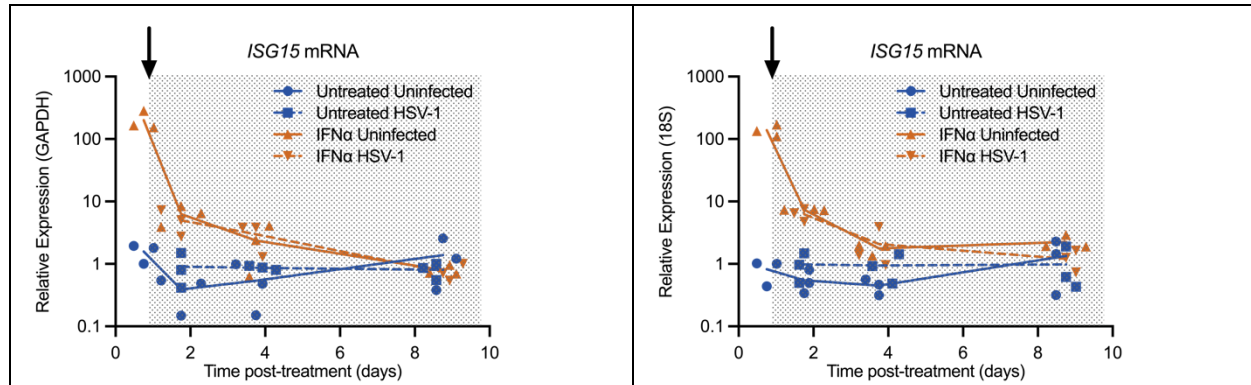 ISG15 mRNA
Relative Expression (GAPDH)
1000
100
10
1
0.1
Untreated Uninfected
Untreated HSV-1
IFNα Uninfected
IFNα HSV-1
0 2 4 6 8 10
Time post-treatment (days)
ISG15 mRNA
Relative Expression (18S)
1000
100
10
1
0.1
Untreated Uninfected
Untreated HSV-1
IFNα Uninfected
IFNα HSV-1
0 2 4 6 8 10
Time post-treatment (days)